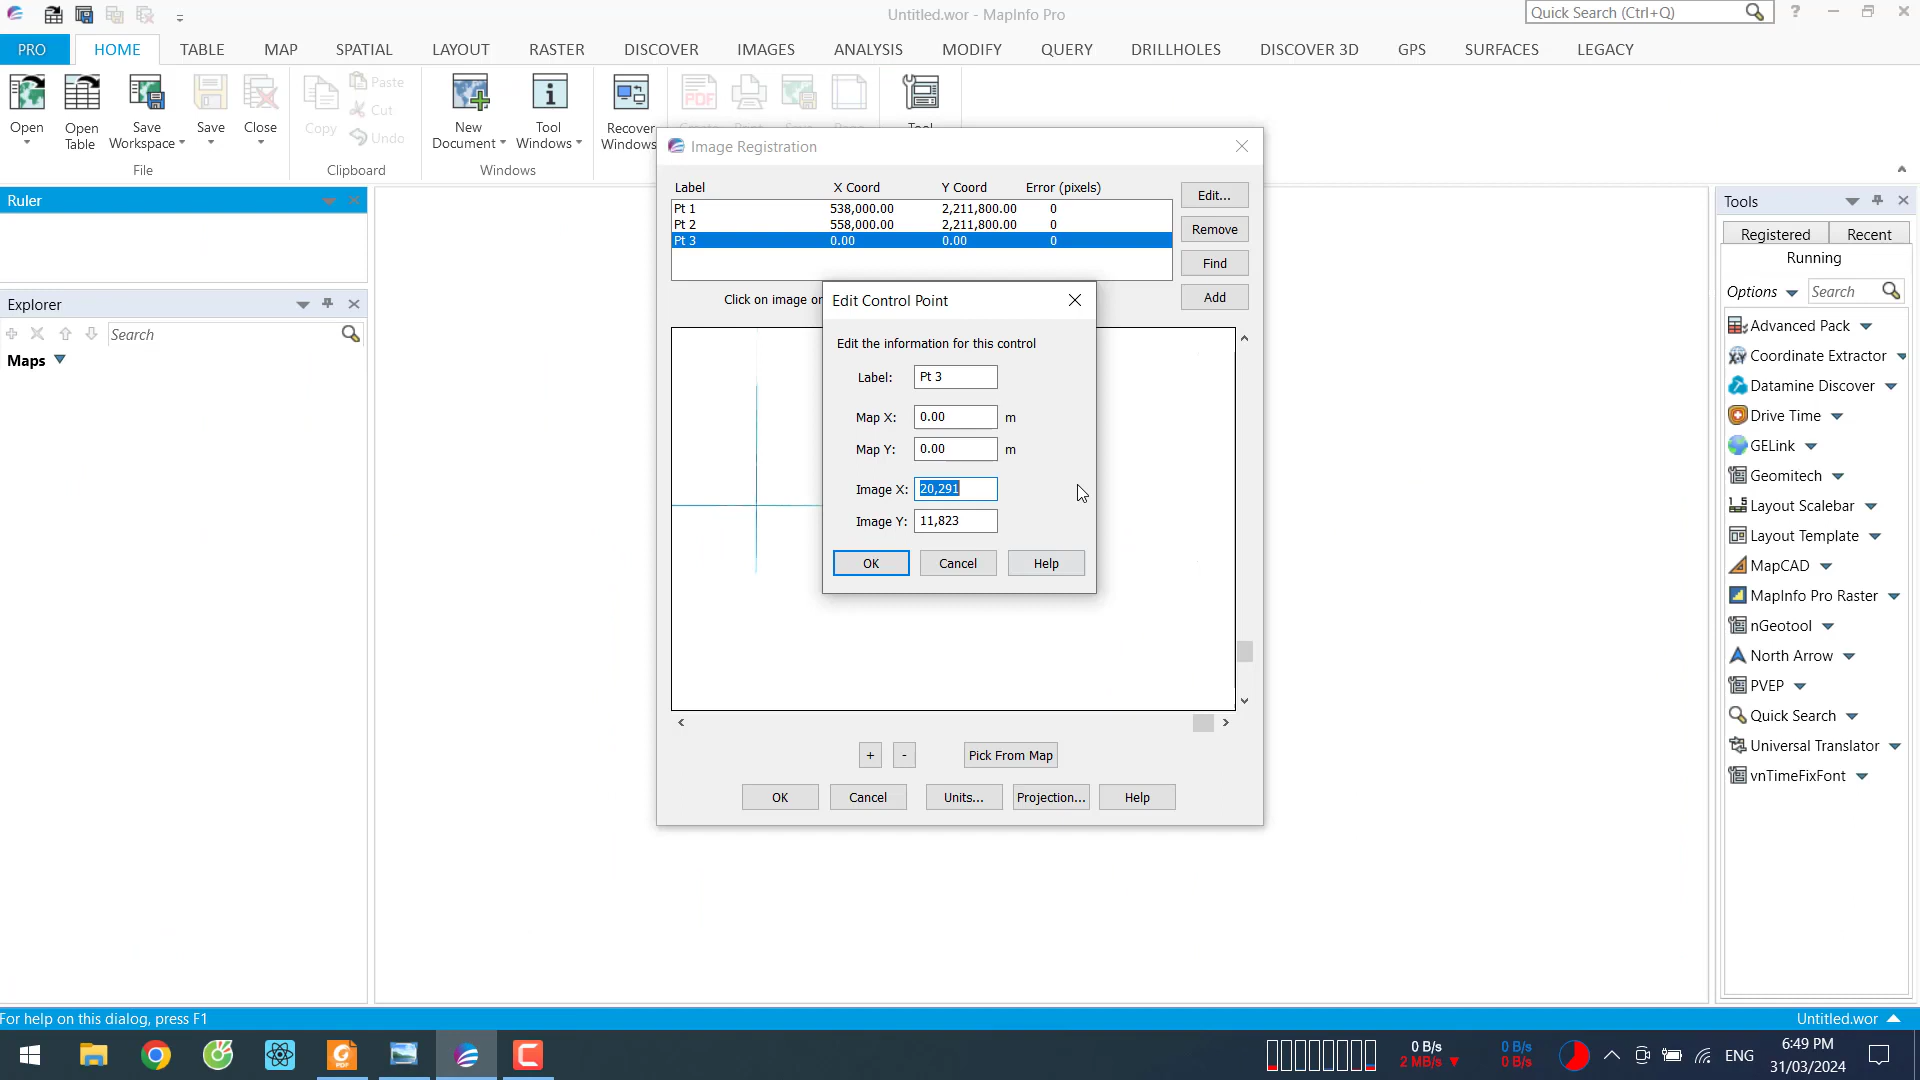 Untitled.wor - MapInfo Pro
Quick Search (Ctrl+Q)
PRO HOME TABLE MAP SPATIAL LAYOUT RASTER DISCOVER IMAGES ANALYSIS MODIFY QUERY DRILLHOLES DISCOVER 3D GPS SURFACES LEGACY
Open
Open Table
Save Workspace
Save
Close
File
Copy
Paste
Cut
Undo
Clipboard
New Document
Tool Windows
Windows
Recover Windows
PDF
Ruler
Explorer
Search
Maps
Image Registration
Label X Coord Y Coord Error (pixels)
Pt 1 538,000.00 2,211,800.00 0
Pt 2 558,000.00 2,211,800.00 0
Pt 3 0.00 0.00 0
Edit...
Remove
Find
Add
Click on image or
Edit Control Point
Edit the information for this control
Label: Pt 3
Map X: 0.00 m
Map Y: 0.00 m
Image X: 20,291
Image Y: 11,823
OK Cancel Help
+ - Pick From Map
OK Cancel Units... Projection... Help
Tools
Registered Recent
Running
Options Search
Advanced Pack
Coordinate Extractor
Datamine Discover
Drive Time
GELink
Geomitech
Layout Scalebar
Layout Template
MapCAD
MapInfo Pro Raster
nGeotool
North Arrow
PVEP
Quick Search
Universal Translator
vnTimeFixFont
For help on this dialog, press F1
Untitled.wor
0 B/s
2 MB/s
0 B/s
0 B/s
ENG
6:49 PM
31/03/2024